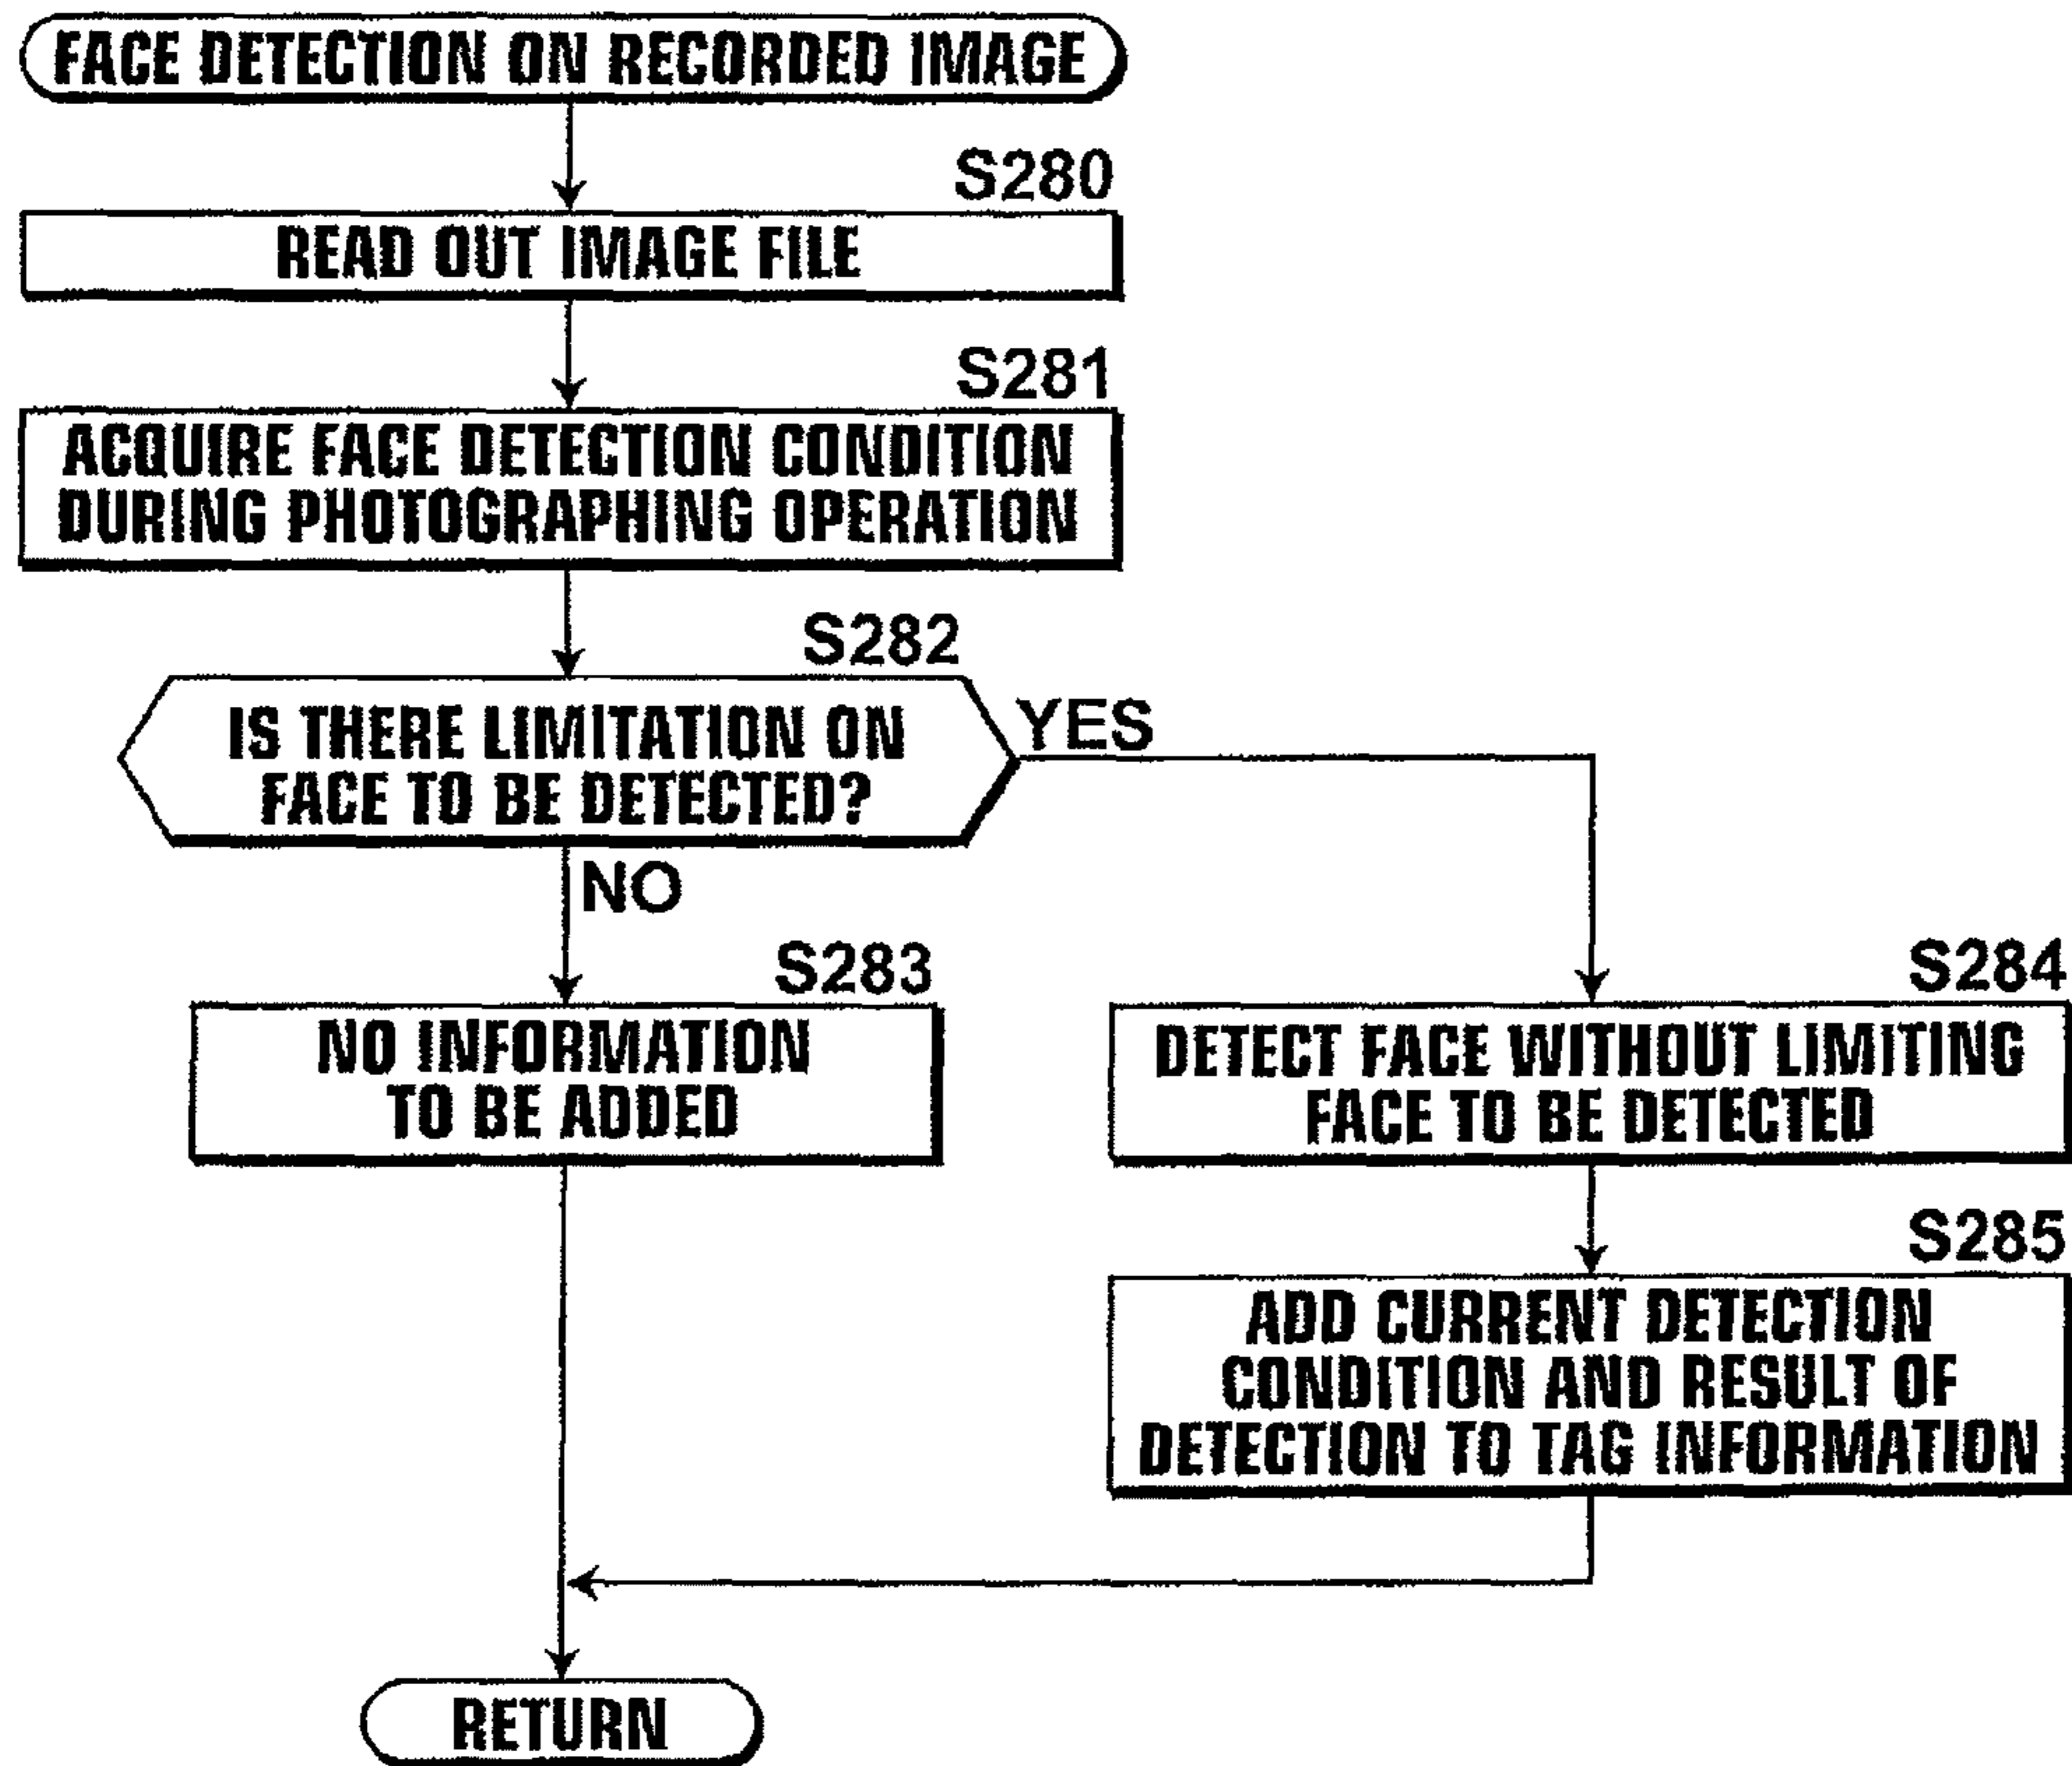 FACE DETECTION ON RECORDED IMAGE
S280
READ OUT IMAGE FILE
S281
ACQUIRE FACE DETECTION CONDITION
DURING PHOTOGRAPHING OPERATION
S282
IS THERE LIMITATION ON
FACE TO BE DETECTED?
YES
NO
S283
NO INFORMATION
TO BE ADDED
S284
DETECT FACE WITHOUT LIMITING
FACE TO BE DETECTED
S285
ADD CURRENT DETECTION
CONDITION AND RESULT OF
DETECTION TO TAG INFORMATION
RETURN